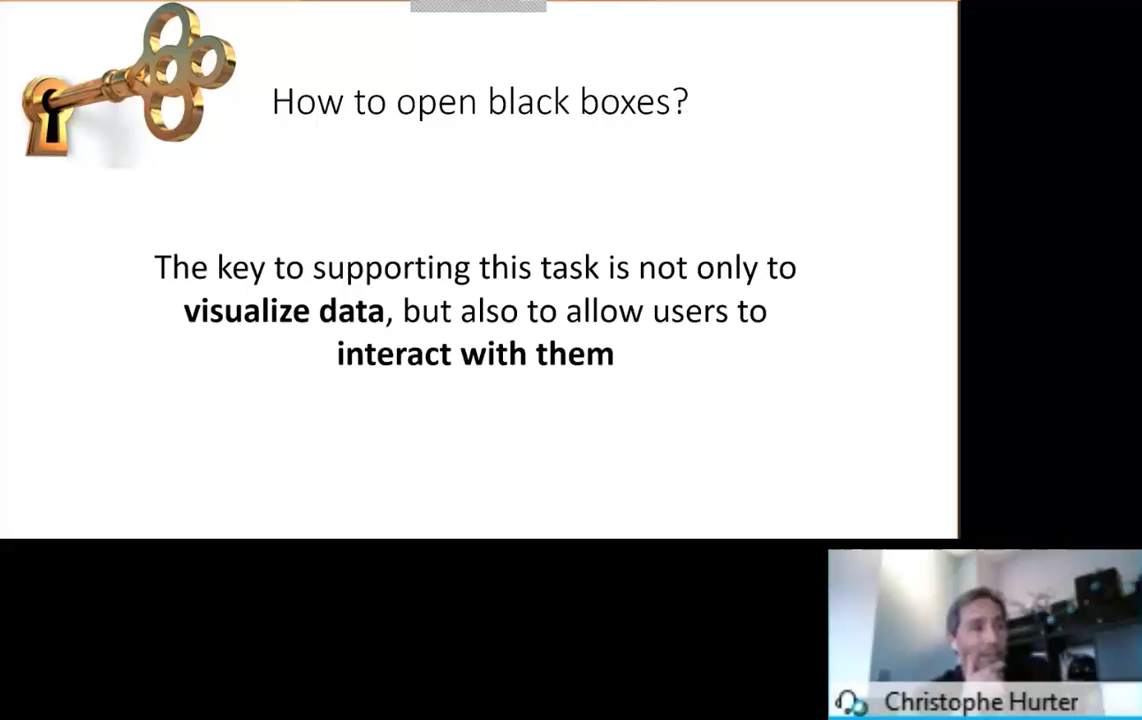 How to open black boxes?
The key to supporting this task is not only to
visualize data, but also to allow users to
interact with them
Christophe Hurter